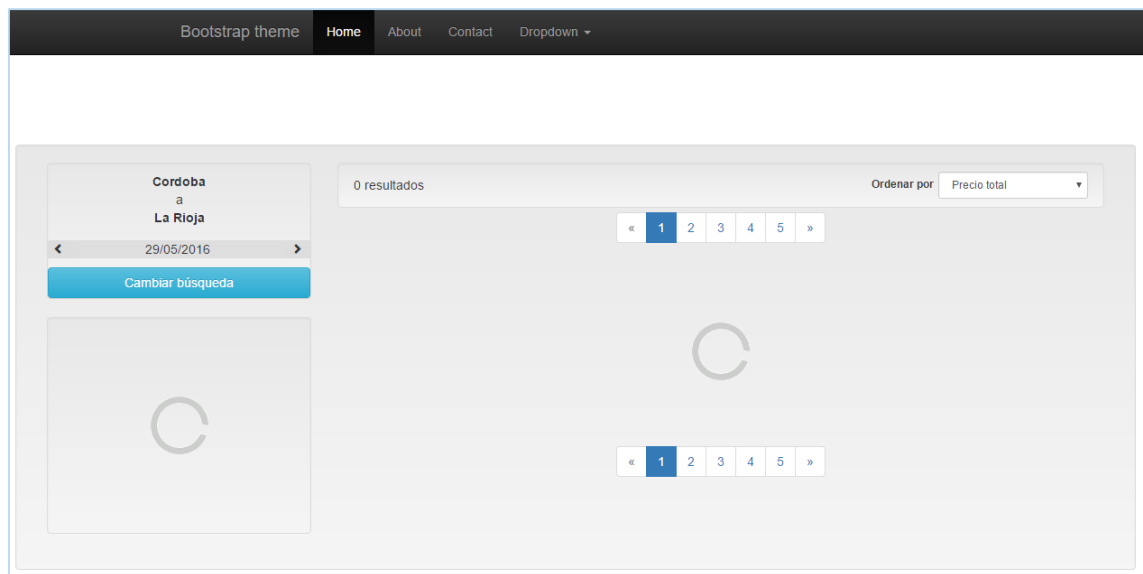 Bootstrap theme Home About Contact Dropdown
Cordoba
a
La Rioja
29/05/2016
Cambiar búsqueda
0 resultados Ordenar por Precio total
« 1 2 3 4 5 »
« 1 2 3 4 5 »